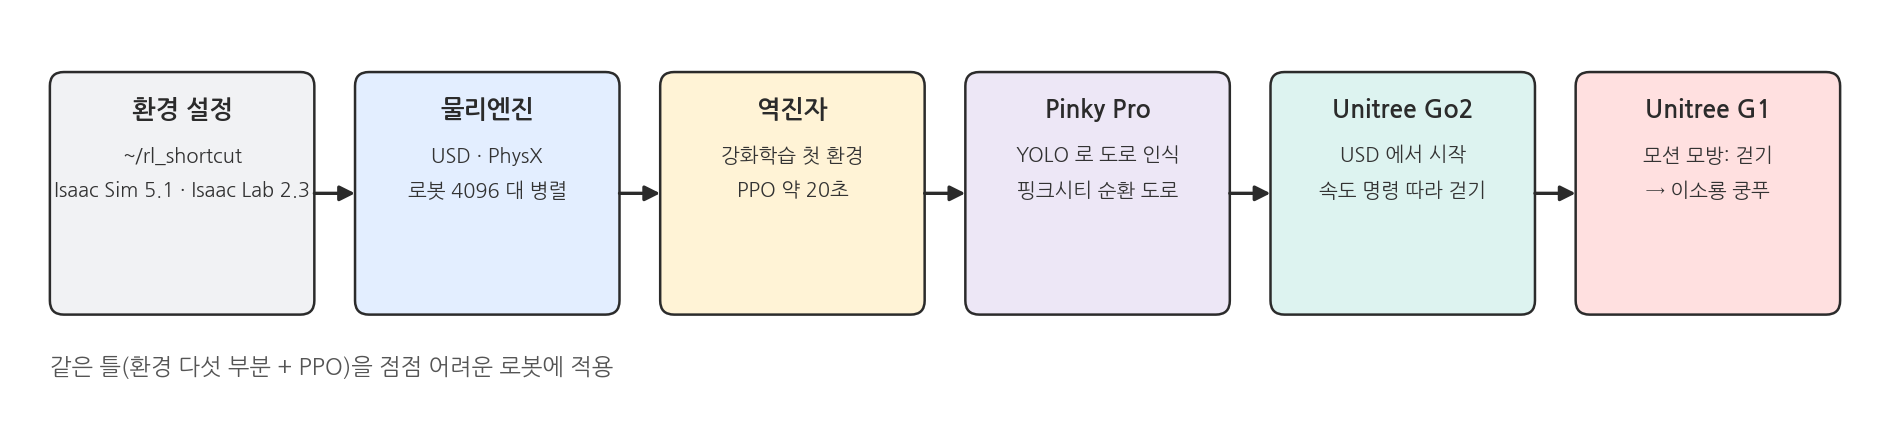 환경 설정
~/rl_shortcut
Isaac Sim 5.1 · Isaac Lab 2.3
물리엔진
USD · PhysX
로봇 4096 대 병렬
역진자
강화학습 첫 환경
PPO 약 20초
Pinky Pro
YOLO 로 도로 인식
핑크시티 순환 도로
Unitree Go2
USD 에서 시작
속도 명령 따라 걷기
Unitree G1
모션 모방: 걷기
→ 이소룡 쿵푸
같은 틀(환경 다섯 부분 + PPO)을 점점 어려운 로봇에 적용